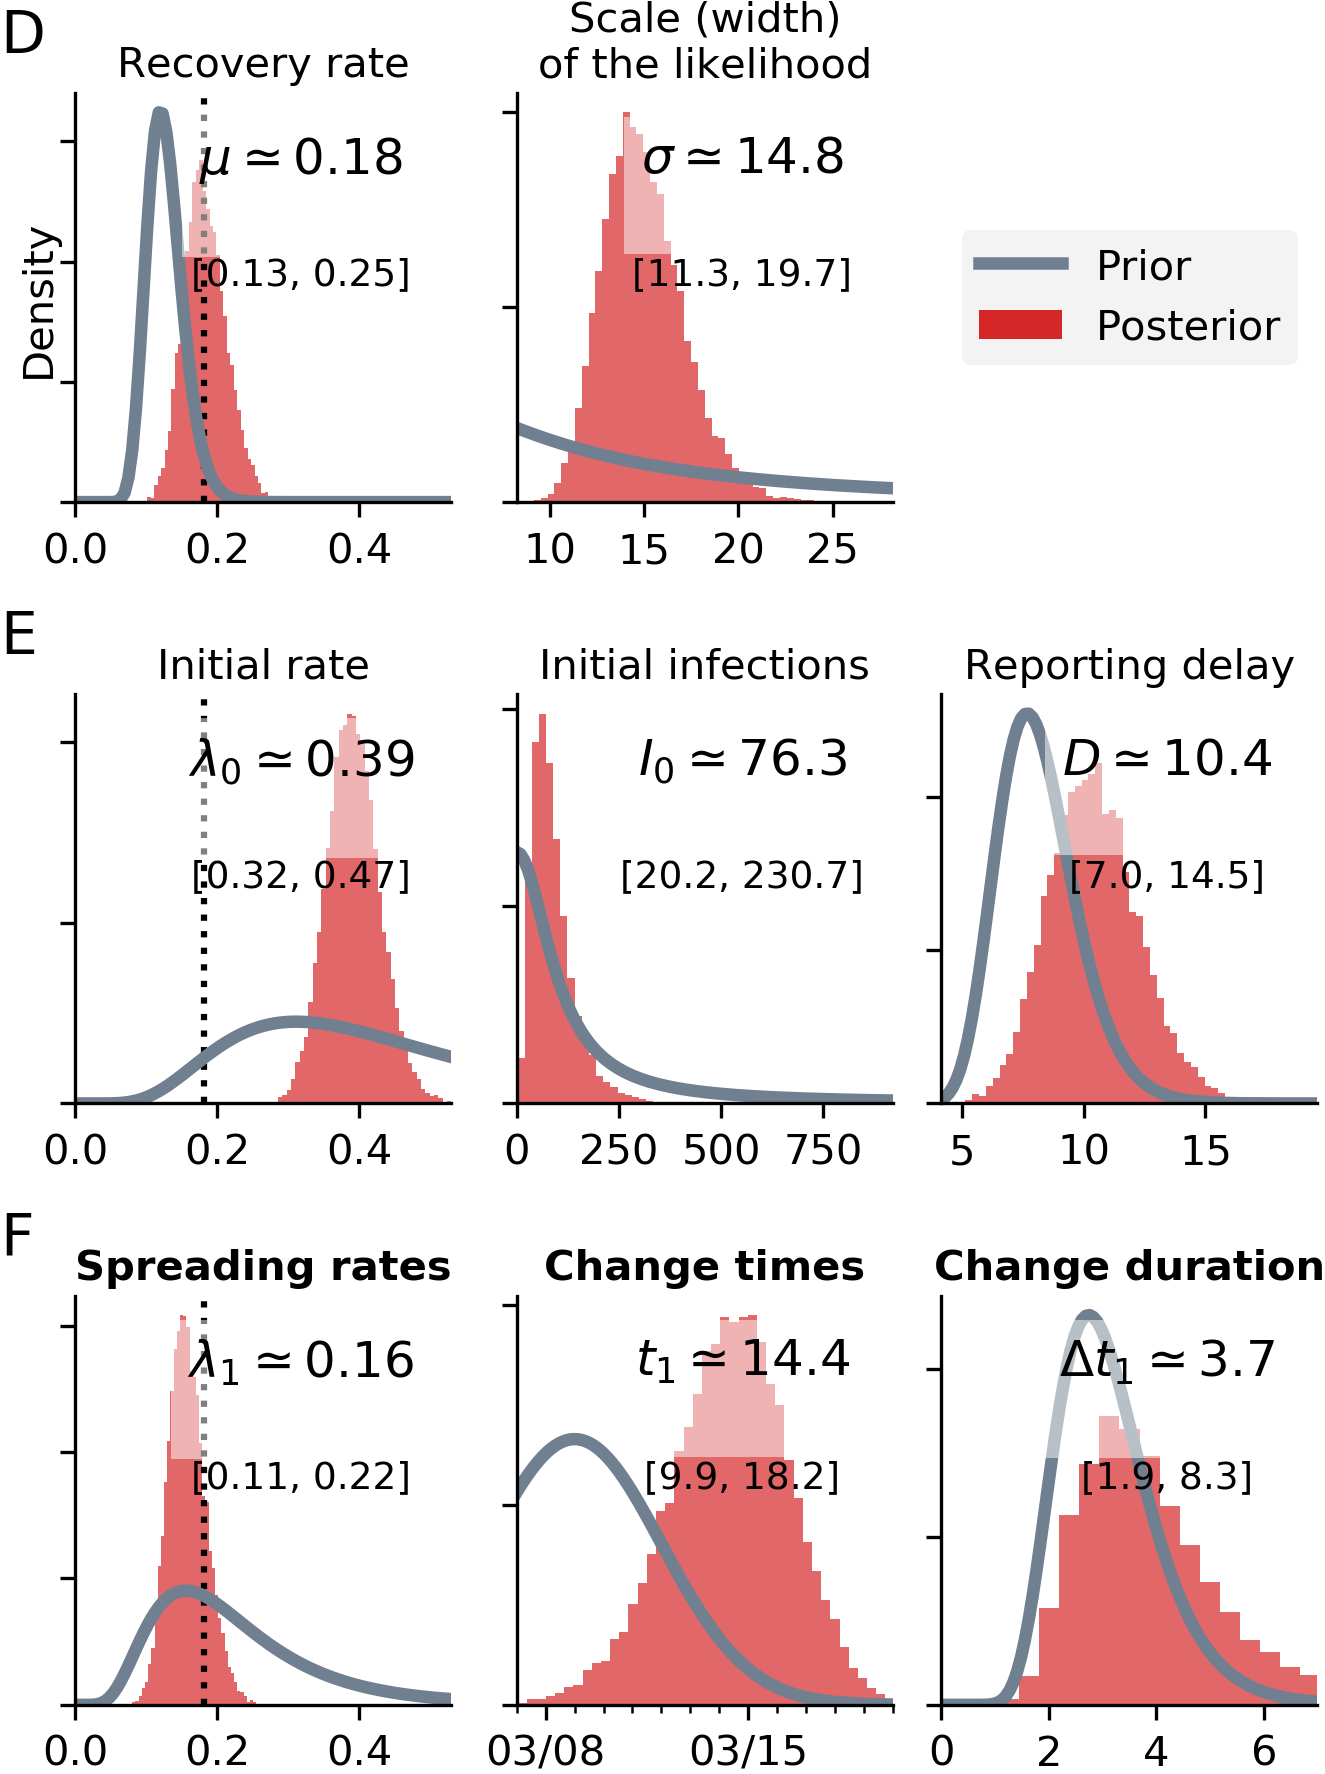 D
Recovery rate
Scale (width)
of the likelihood
Density
μ ≃ 0.18
[0.13, 0.25]
0.0 0.2 0.4
σ ≃ 14.8
[11.3, 19.7]
10 15 20 25
Prior
Posterior
E
Initial rate
λ₀ ≃ 0.39
[0.32, 0.47]
0.0 0.2 0.4
Initial infections
I₀ ≃ 76.3
[20.2, 230.7]
0 250 500 750
Reporting delay
D ≃ 10.4
[7.0, 14.5]
5 10 15
F
Spreading rates
λ₁ ≃ 0.16
[0.11, 0.22]
0.0 0.2 0.4
Change times
t₁ ≃ 14.4
[9.9, 18.2]
03/08 03/15
Change duration
Δt₁ ≃ 3.7
[1.9, 8.3]
0 2 4 6